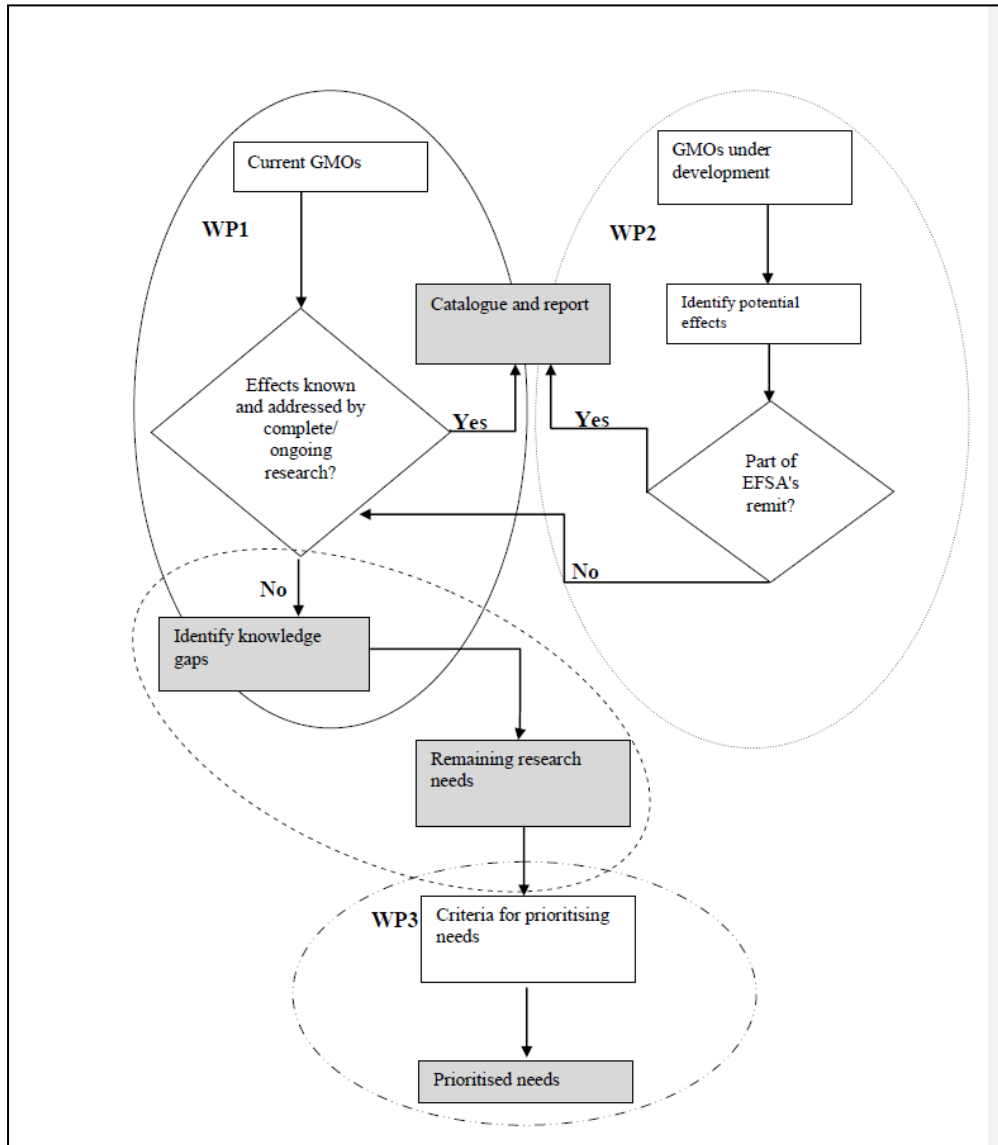 Current GMOs
WP1
Effects known
and addressed by
complete/
ongoing
research?
Yes
Catalogue and report
GMOs under
development
WP2
Identify potential
effects
Part of
EFSA's
remit?
Yes
No
No
Identify knowledge
gaps
Remaining research
needs
WP3
Criteria for prioritising
needs
Prioritised needs